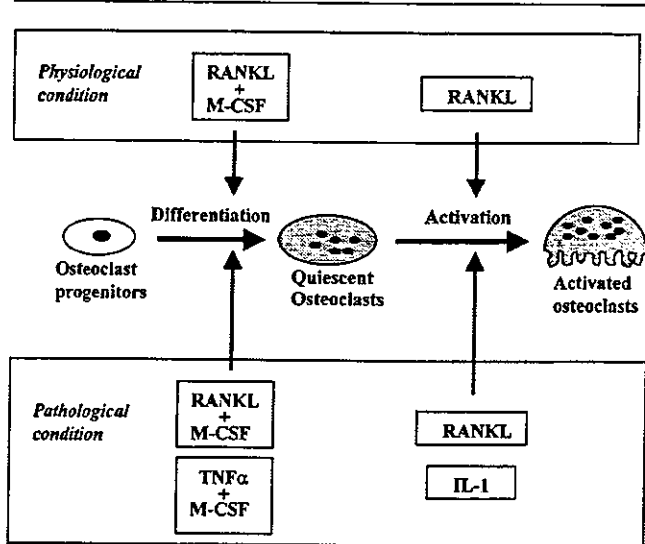 Physiological
condition
RANKL
+
M-CSF
RANKL
Differentiation
Activation
Osteoclast
progenitors
Quiescent
Osteoclasts
Activated
osteoclasts
Pathological
condition
RANKL
+
M-CSF
TNFα
+
M-CSF
RANKL
IL-1